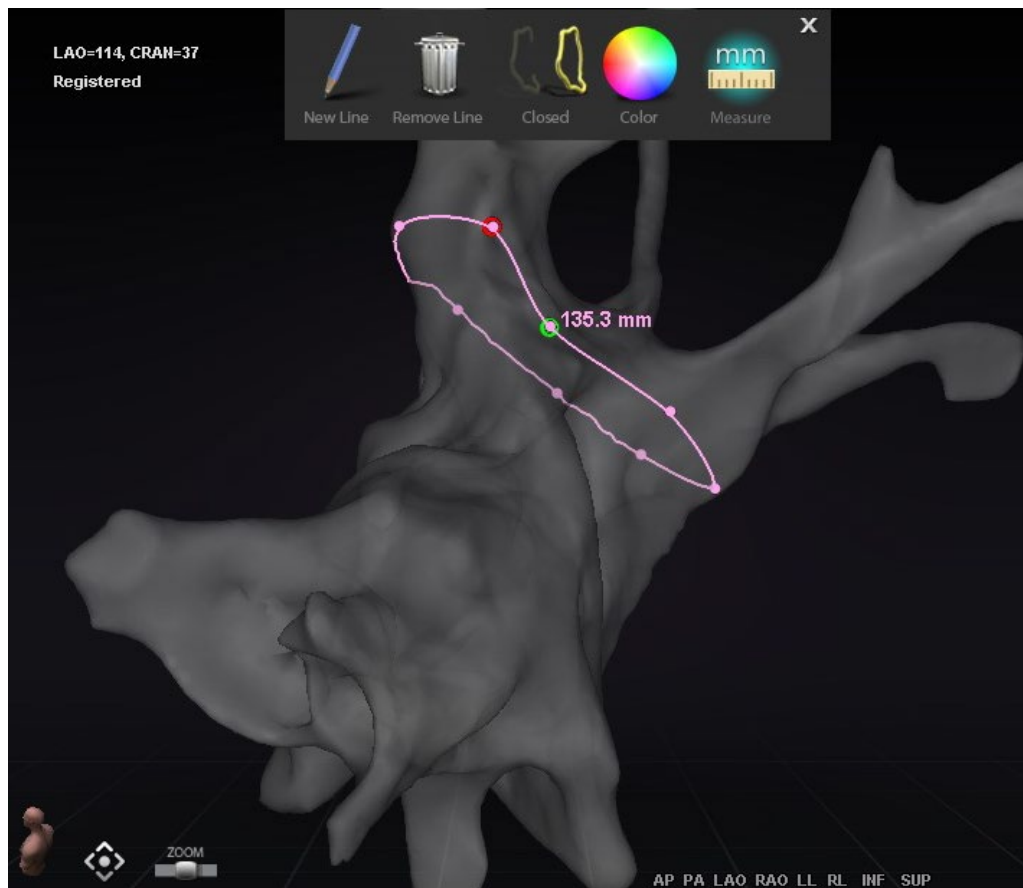 LAO=114, CRAN=37
Registered
X
mm
New Line Remove Line Closed Color Measure
135.3 mm
ZOOM
AP PA LAO RAO LL RL INF SUP